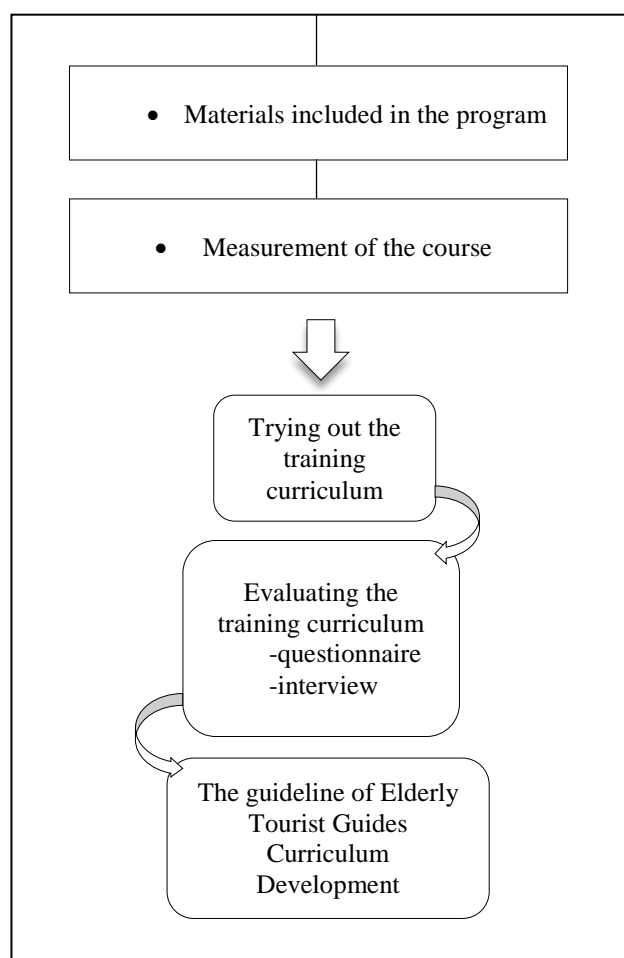 • Materials included in the program
• Measurement of the course
Trying out the
training
curriculum
Evaluating the
training curriculum
-questionnaire
-interview
The guideline of Elderly
Tourist Guides
Curriculum
Development